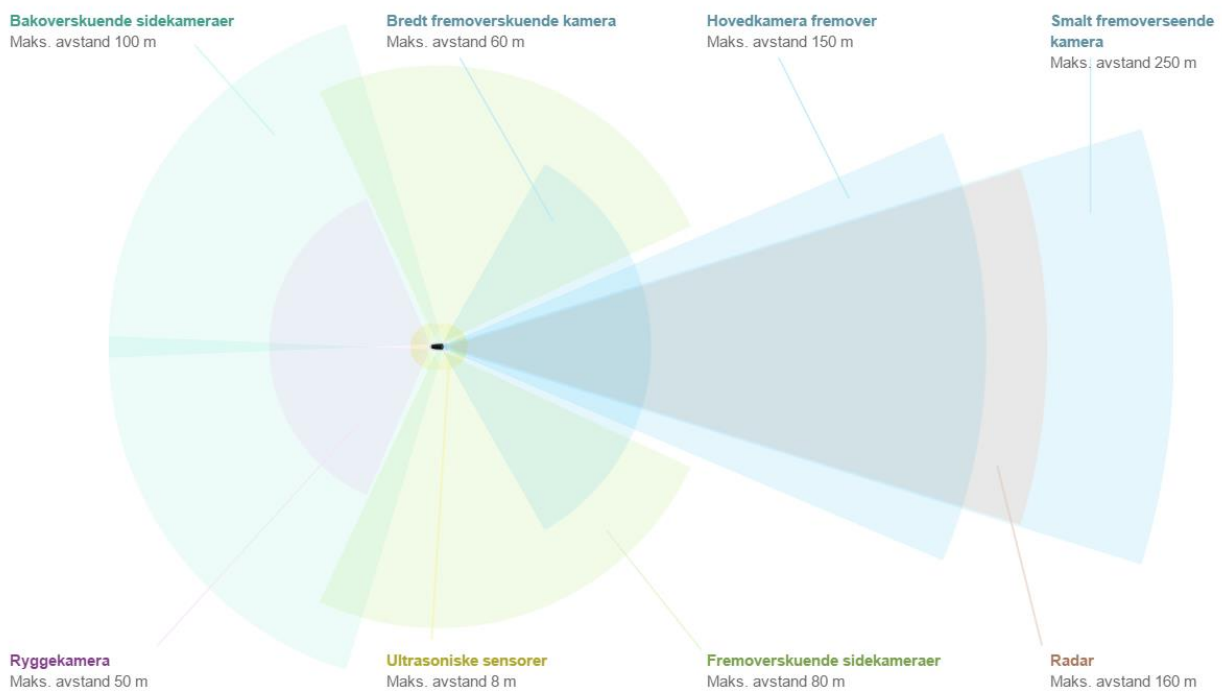 Bakoverskuende sidekameraer
Maks. avstand 100 m
Bredt fremoverskuende kamera
Maks. avstand 60 m
Hovedkamera fremover
Maks. avstand 150 m
Smalt fremoverseende
kamera
Maks. avstand 250 m
Ryggekamera
Maks. avstand 50 m
Ultrasoniske sensorer
Maks. avstand 8 m
Fremoverskuende sidekameraer
Maks. avstand 80 m
Radar
Maks. avstand 160 m